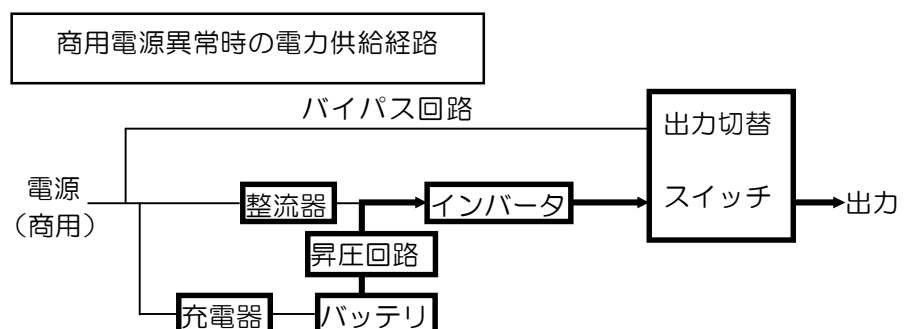 商用電源異常時の電力供給経路
バイパス回路
出力切替
スイッチ
電源
（商用）
整流器
インバータ
出力
昇圧回路
充電器
バッテリ